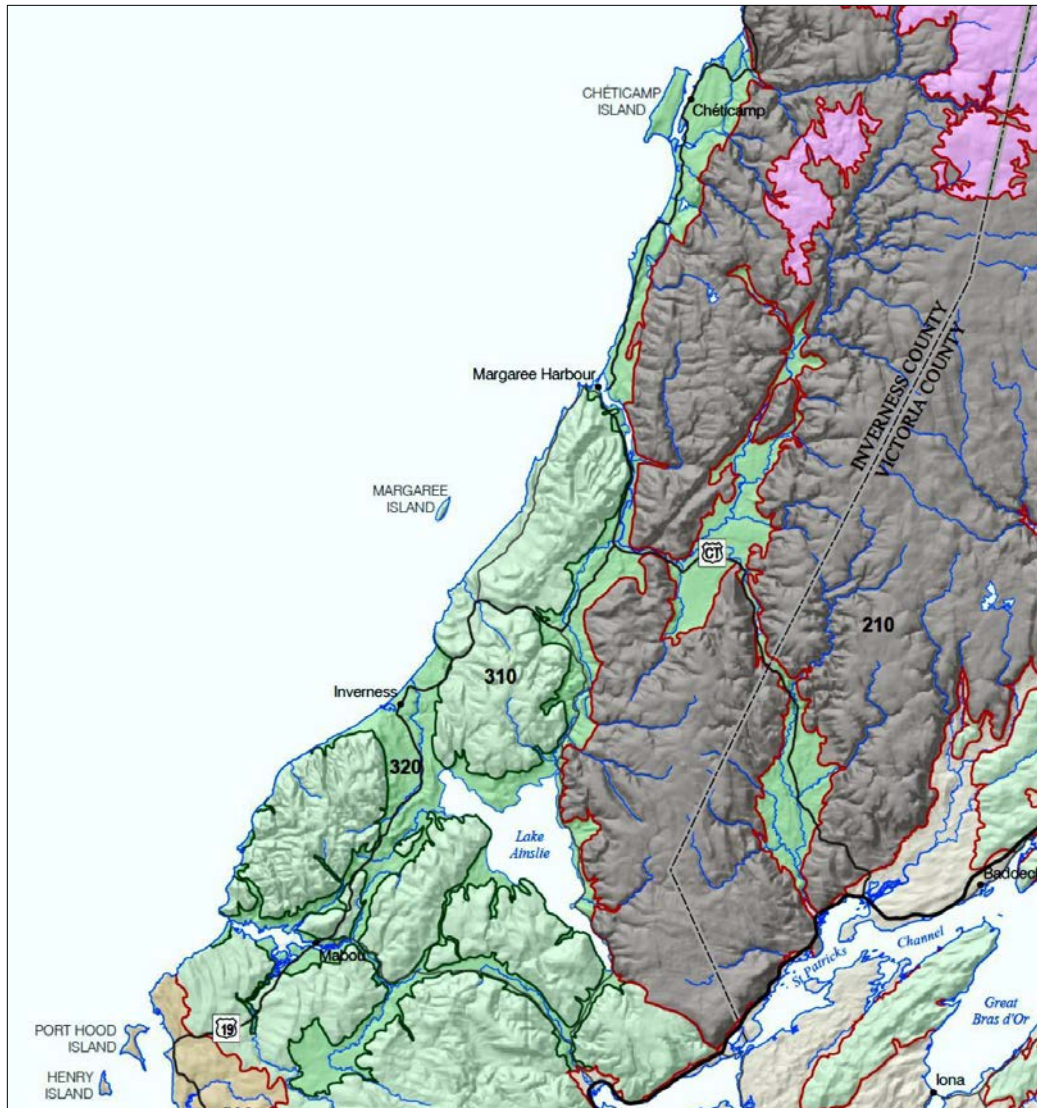 CHÉTICAMP
ISLAND
Chéticamp
INVERNESS COUNTY
VICTORIA COUNTY
Margaree Harbour
MARGAREE
ISLAND
CT
210
310
Inverness
320
Lake
Ainslie
Baddeck
Mabou
St Patricks Channel
Great
Bras d'Or
PORT HOOD
ISLAND
19
HENRY
ISLAND
Iona